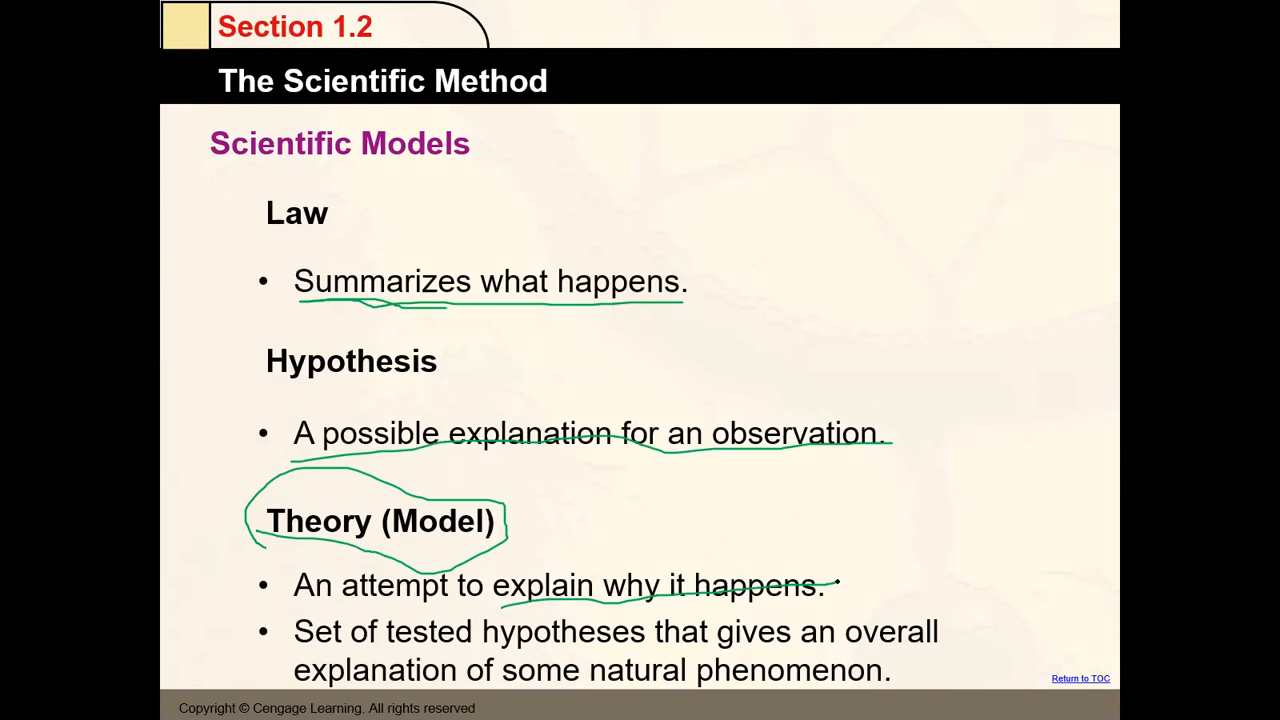 Section 1.2
The Scientific Method
Scientific Models
Law
• Summarizes what happens.
Hypothesis
• A possible explanation for an observation.
Theory (Model)
• An attempt to explain why it happens.
• Set of tested hypotheses that gives an overall
explanation of some natural phenomenon.
Return to TOC
Copyright © Cengage Learning. All rights reserved